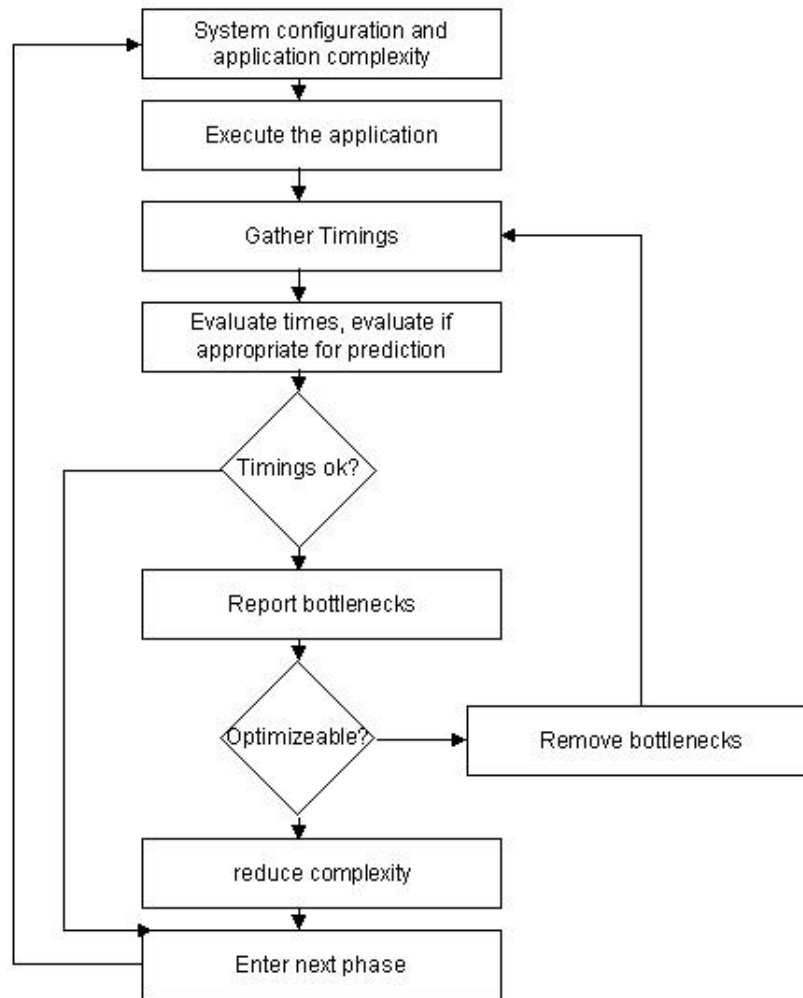 System configuration and
application complexity
Execute the application
Gather Timings
Evaluate times, evaluate if
appropriate for prediction
Timings ok?
Report bottlenecks
Optimizeable?
Remove bottlenecks
reduce complexity
Enter next phase